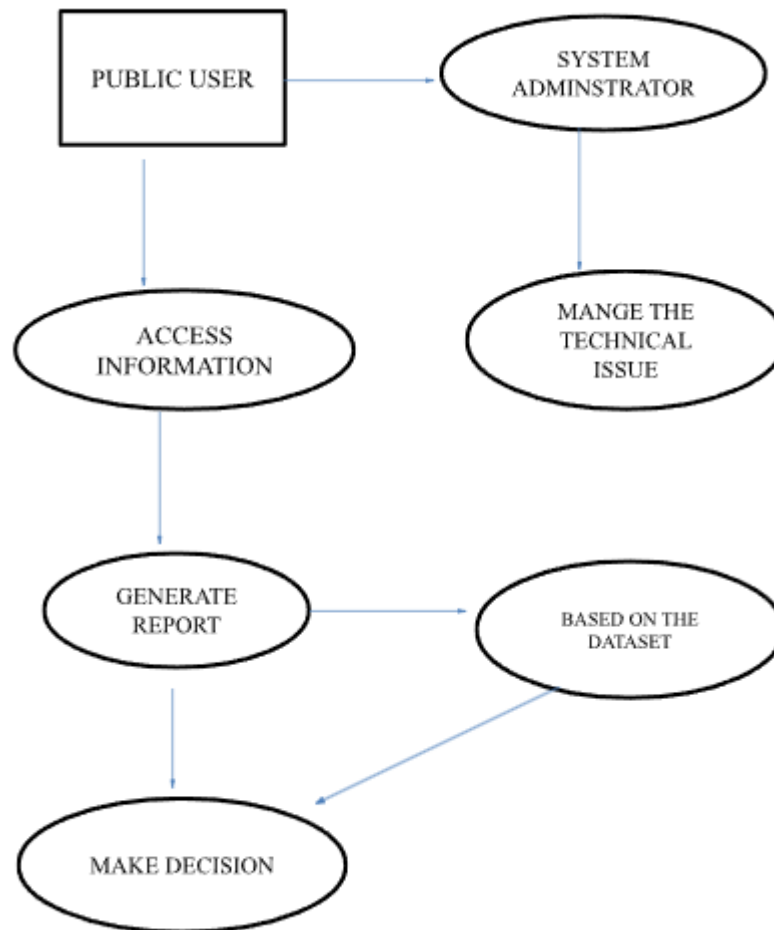 PUBLIC USER
SYSTEM
ADMINSTRATOR
ACCESS
INFORMATION
MANGE THE
TECHNICAL
ISSUE
GENERATE
REPORT
BASED ON THE
DATASET
MAKE DECISION